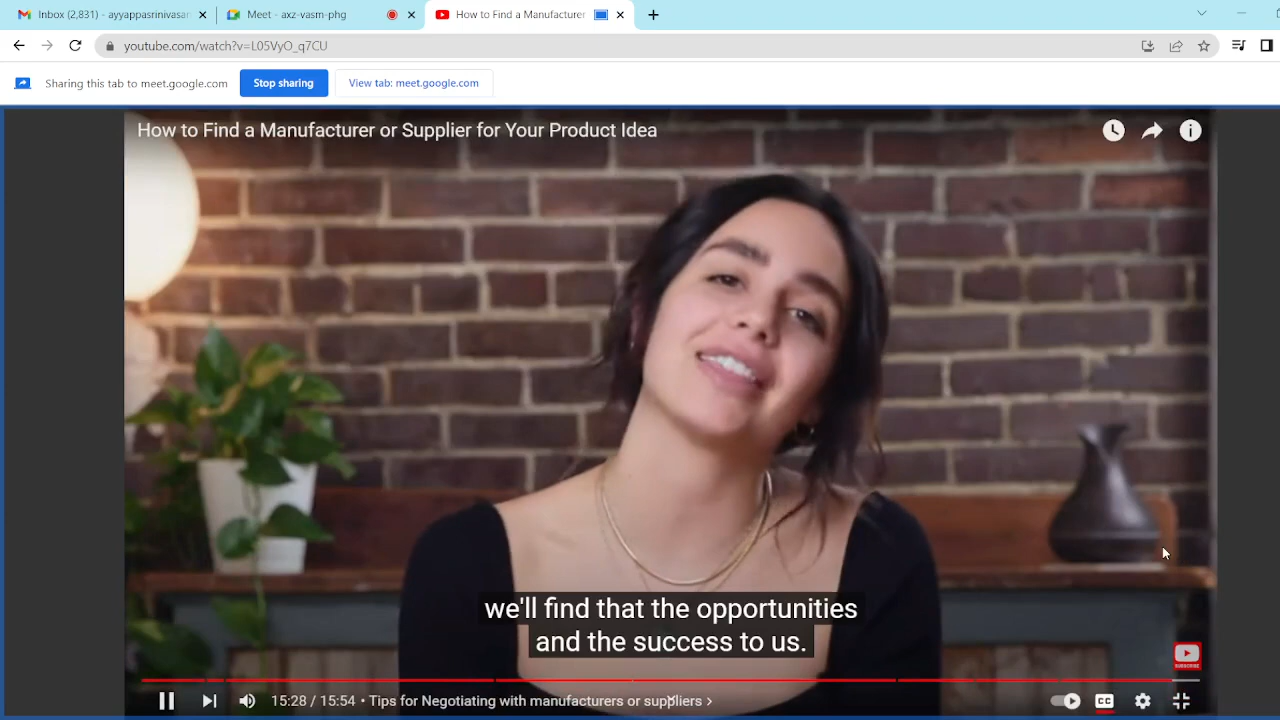 Inbox (2,831) - ayyappasrinivasar
Meet - axz-vasm-phg
How to Find a Manufacturer
youtube.com/watch?v=L05VyO_q7CU
Sharing this tab to meet.google.com
Stop sharing
View tab: meet.google.com
How to Find a Manufacturer or Supplier for Your Product Idea
we'll find that the opportunities
and the success to us.
SUBSCRIBE
15:28 / 15:54 • Tips for Negotiating with manufacturers or suppliers >
CC